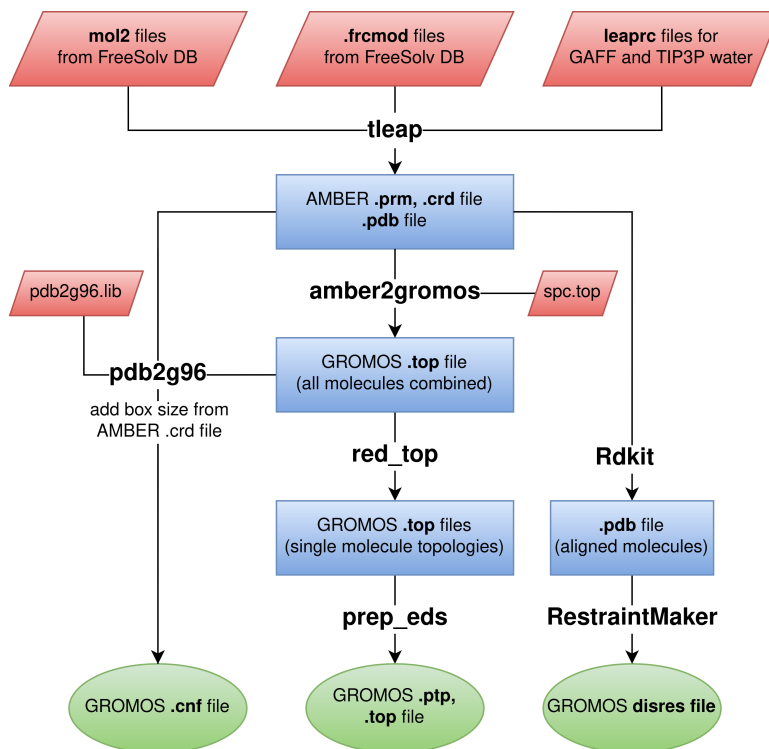 mol2 files
from FreeSolv DB
.frcmod files
from FreeSolv DB
leaprc files for
GAFF and TIP3P water
tleap
AMBER .prm, .crd file
.pdb file
pdb2g96.lib
amber2gromos
spc.top
GROMOS .top file
(all molecules combined)
pdb2g96
add box size from
AMBER .crd file
red_top
Rdkit
GROMOS .top files
(single molecule topologies)
.pdb file
(aligned molecules)
prep_eds
RestraintMaker
GROMOS .cnf file
GROMOS .ptp,
.top file
GROMOS disres file